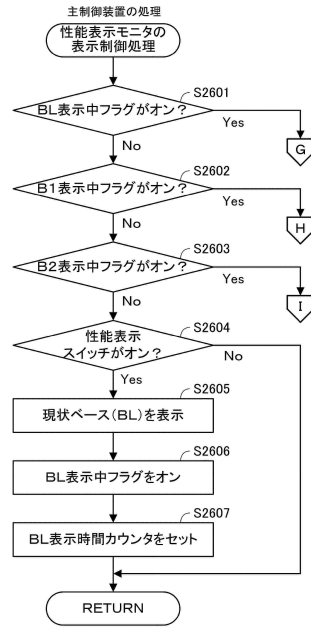 主制御装置の処理
性能表示モニタの
表示制御処理
S2601
BL表示中フラグがオン？
Yes
G
No
S2602
B1表示中フラグがオン？
Yes
H
No
S2603
B2表示中フラグがオン？
Yes
I
No
S2604
性能表示
スイッチがオン？
No
Yes
S2605
現状ベース（BL）を表示
S2606
BL表示中フラグをオン
S2607
BL表示時間カウンタをセット
RETURN